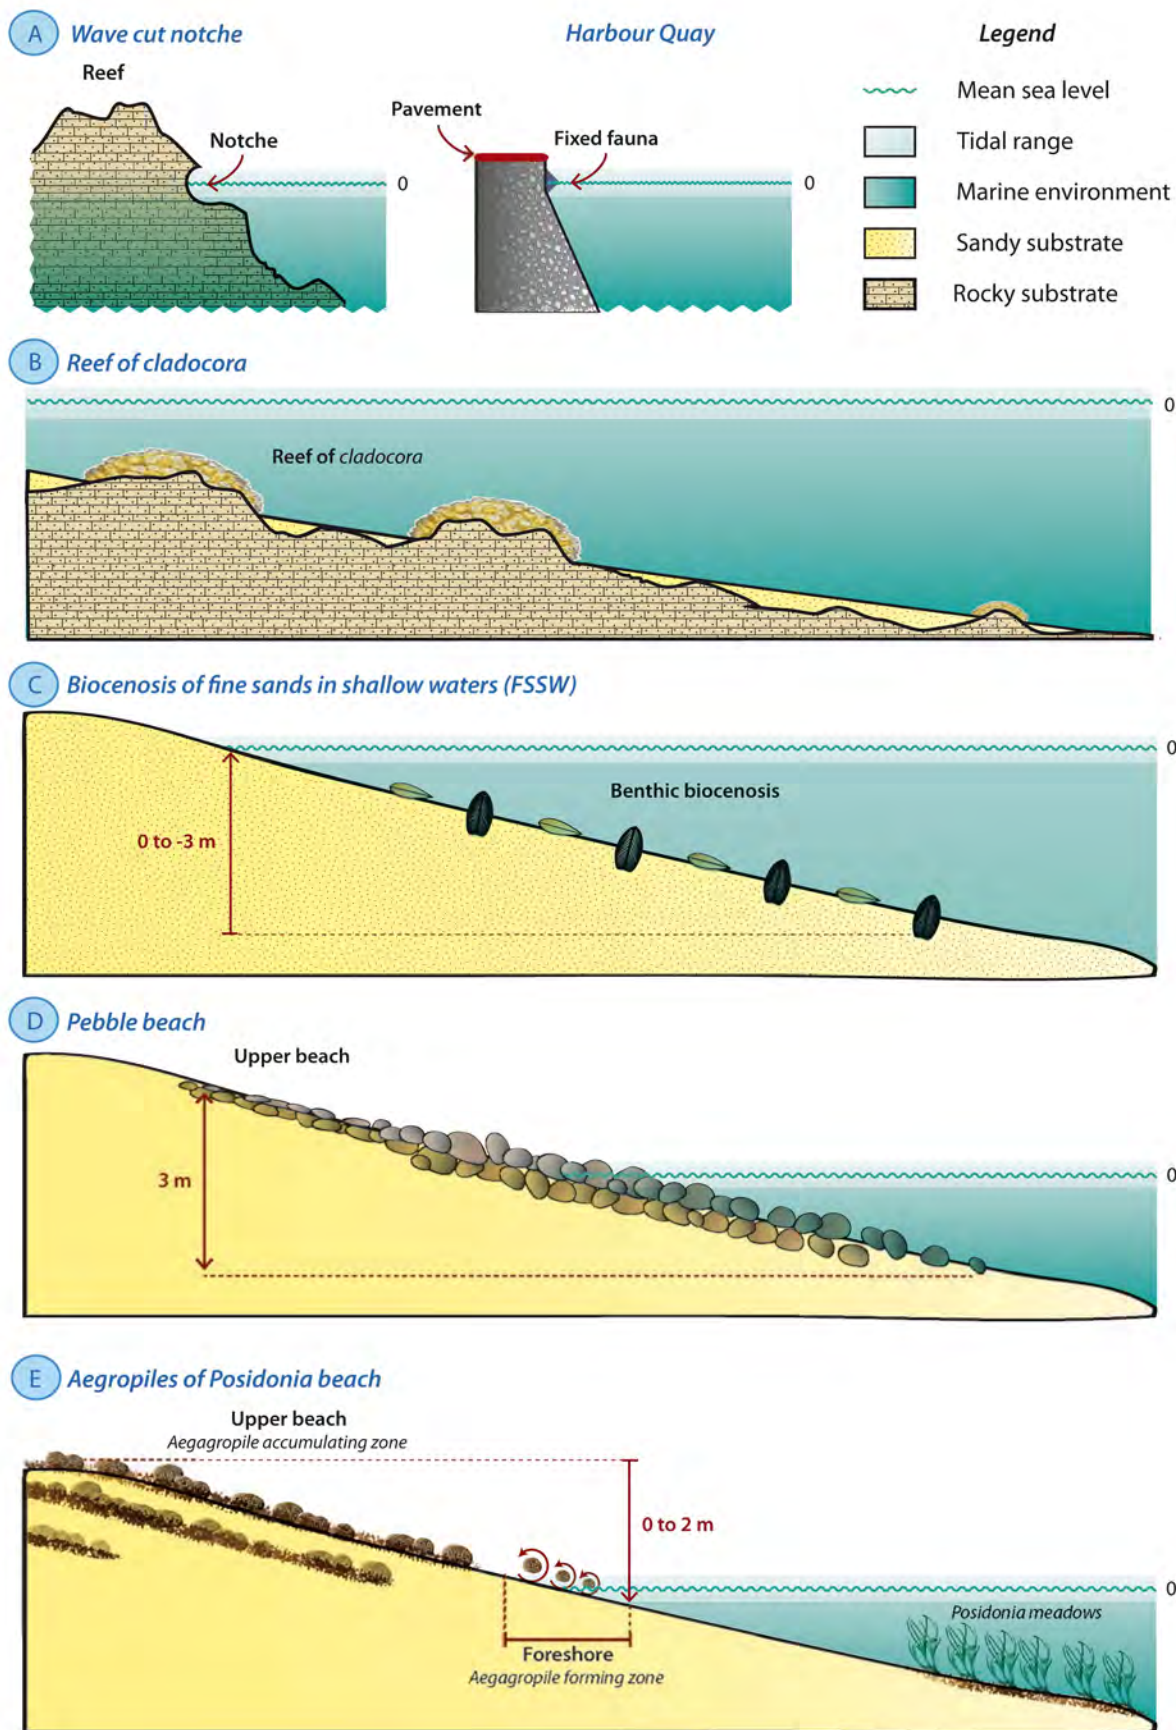 A Wave cut notche
Harbour Quay
Legend
Reef
Notche
0
Pavement
Fixed fauna
0
Mean sea level
Tidal range
Marine environment
Sandy substrate
Rocky substrate
B Reef of cladocora
0
Reef of cladocora
C Biocenosis of fine sands in shallow waters (FSSW)
0
Benthic biocenosis
0 to -3 m
D Pebble beach
Upper beach
3 m
0
E Aegropiles of Posidonia beach
Upper beach
Aegagropile accumulating zone
0 to 2 m
0
Posidonia meadows
Foreshore
Aegagropile forming zone